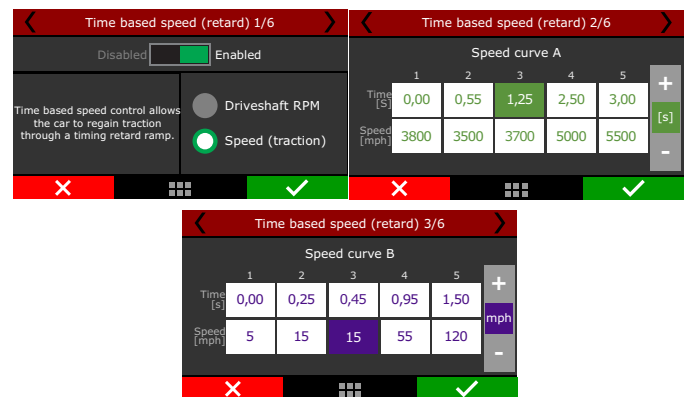 Time based speed (retard) 1/6
Disabled Enabled
Time based speed control allows
the car to regain traction
through a timing retard ramp.
Driveshaft RPM
Speed (traction)
Time based speed (retard) 2/6
Speed curve A
1 2 3 4 5
Time
[S]
0,00 0,55 1,25 2,50 3,00
Speed
[mph]
3800 3500 3700 5000 5500
+
[s]
-
Time based speed (retard) 3/6
Speed curve B
1 2 3 4 5
Time
[s]
0,00 0,25 0,45 0,95 1,50
Speed
[mph]
5 15 15 55 120
+
mph
-